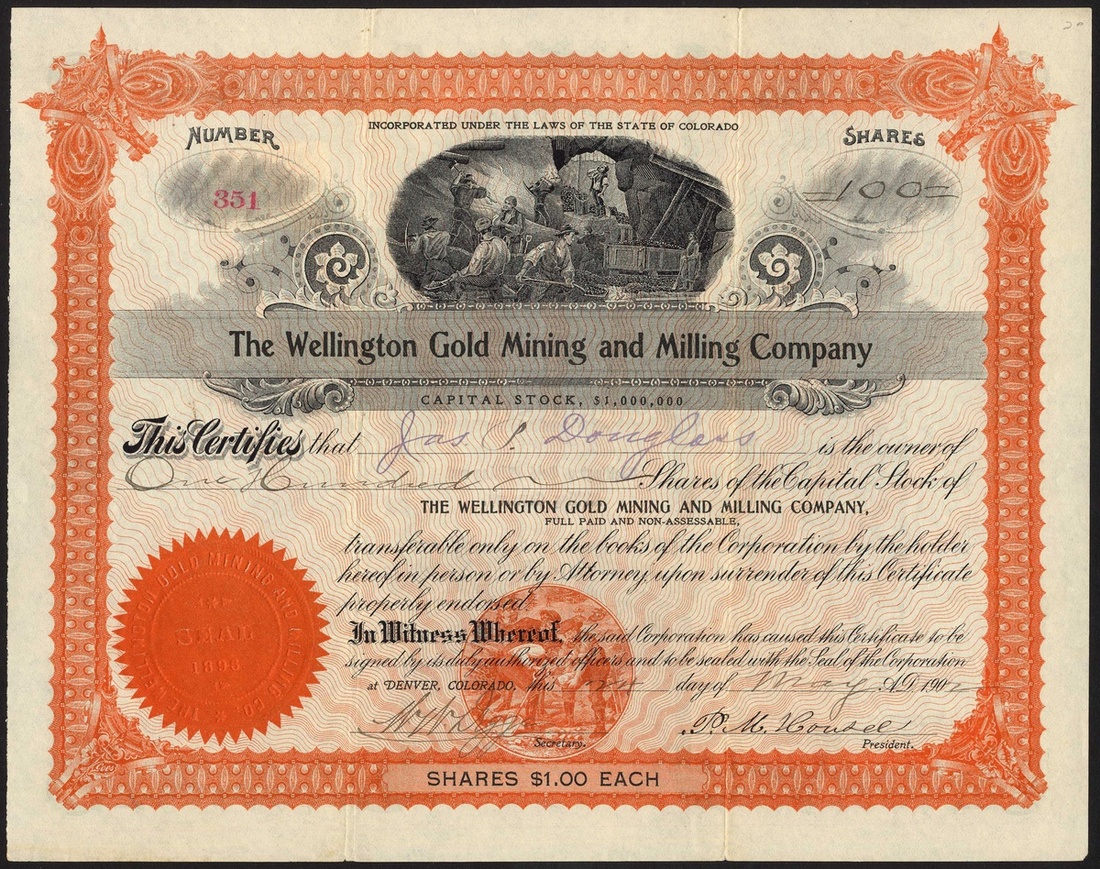 INCORPORATED UNDER THE LAWS OF THE STATE OF COLORADO
NUMBER
SHARES
351
=100=
The Wellington Gold Mining and Milling Company
CAPITAL STOCK, $1,000,000
This Certifies that Jas Douglass is the owner of
One Hundred Shares of the Capital Stock of
THE WELLINGTON GOLD MINING AND MILLING COMPANY,
FULL PAID AND NON-ASSESSABLE,
transferable only on the books of the Corporation by the holder
hereof in person or by Attorney upon surrender of this Certificate
properly endorsed.
In Witness Whereof, the said Corporation has caused this Certificate to be
signed by its duly authorized officers and to be sealed with the Seal of the Corporation
at DENVER, COLORADO, this day of May A.D. 190
P. M. Housel
Secretary.
President.
GOLD MINING AND MILLING CO.
SHARES $1.00 EACH